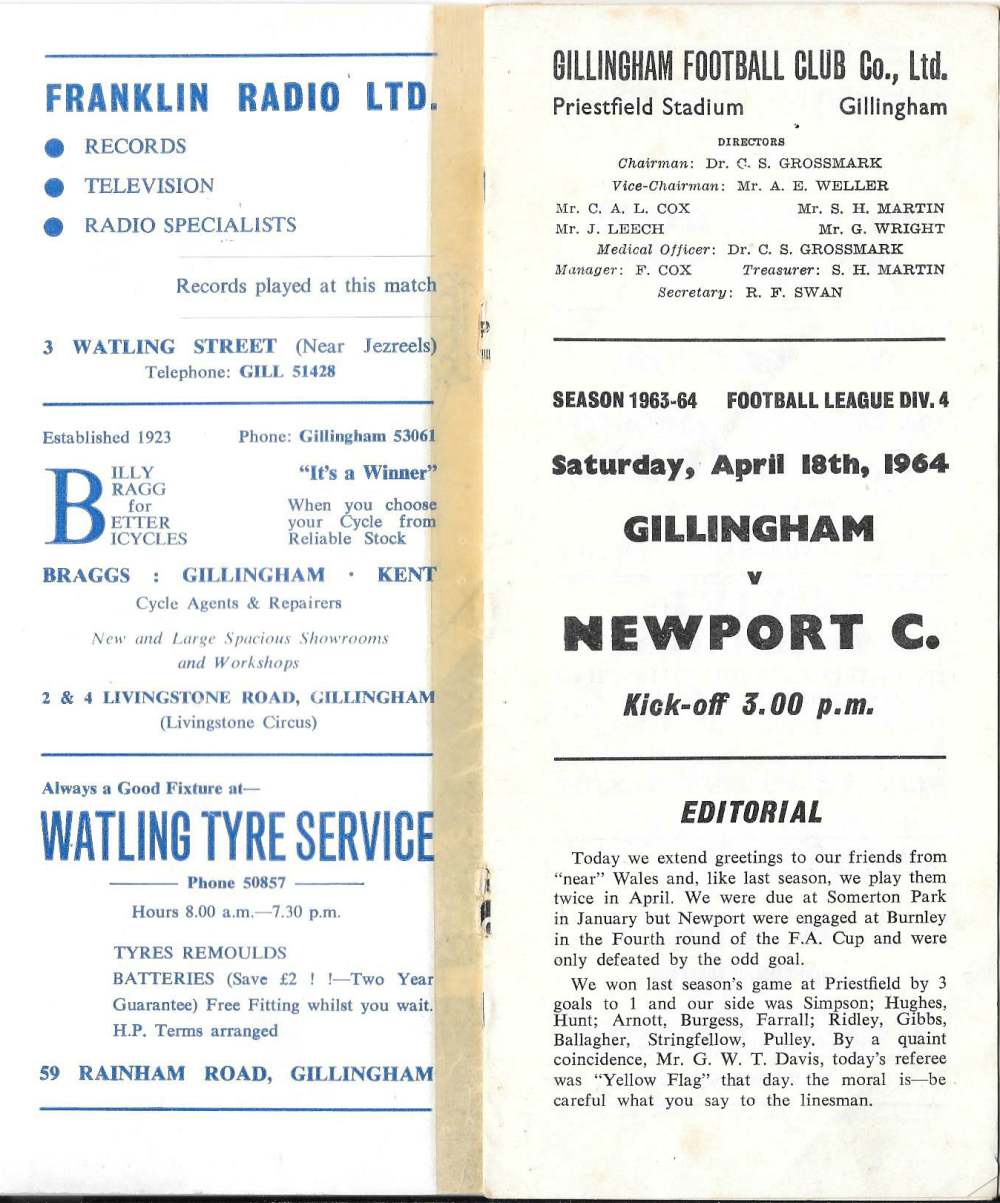 FRANKLIN RADIO LTD.
● RECORDS
● TELEVISION
● RADIO SPECIALISTS
Records played at this match
3 WATLING STREET (Near Jezreels)
Telephone: GILL 51428
Established 1923 Phone: Gillingham 53061
BILLY
BRAGG
for
BETTER
BICYCLES
“It's a Winner”
When you choose
your Cycle from
Reliable Stock
BRAGGS : GILLINGHAM · KENT
Cycle Agents & Repairers
New and Large Spacious Showrooms
and Workshops
2 & 4 LIVINGSTONE ROAD, GILLINGHAM
(Livingstone Circus)
Always a Good Fixture at—
WATLING TYRE SERVICE
Phone 50857
Hours 8.00 a.m.—7.30 p.m.
TYRES REMOULDS
BATTERIES (Save £2 ! !—Two Year
Guarantee) Free Fitting whilst you wait.
H.P. Terms arranged
59 RAINHAM ROAD, GILLINGHAM
GILLINGHAM FOOTBALL CLUB Co., Ltd.
Priestfield Stadium Gillingham
DIRECTORS
Chairman: Dr. C. S. GROSSMARK
Vice-Chairman: Mr. A. E. WELLER
Mr. C. A. L. COX Mr. S. H. MARTIN
Mr. J. LEECH Mr. G. WRIGHT
Medical Officer: Dr. C. S. GROSSMARK
Manager: F. COX Treasurer: S. H. MARTIN
Secretary: R. F. SWAN
SEASON 1963-64 FOOTBALL LEAGUE DIV. 4
Saturday, April 18th, 1964
GILLINGHAM
v
NEWPORT C.
Kick-off 3.00 p.m.
EDITORIAL
Today we extend greetings to our friends from
“near” Wales and, like last season, we play them
twice in April. We were due at Somerton Park
in January but Newport were engaged at Burnley
in the Fourth round of the F.A. Cup and were
only defeated by the odd goal.
We won last season's game at Priestfield by 3
goals to 1 and our side was Simpson; Hughes,
Hunt; Arnott, Burgess, Farrall; Ridley, Gibbs,
Ballagher, Stringfellow, Pulley. By a quaint
coincidence, Mr. G. W. T. Davis, today's referee
was “Yellow Flag” that day. the moral is—be
careful what you say to the linesman.